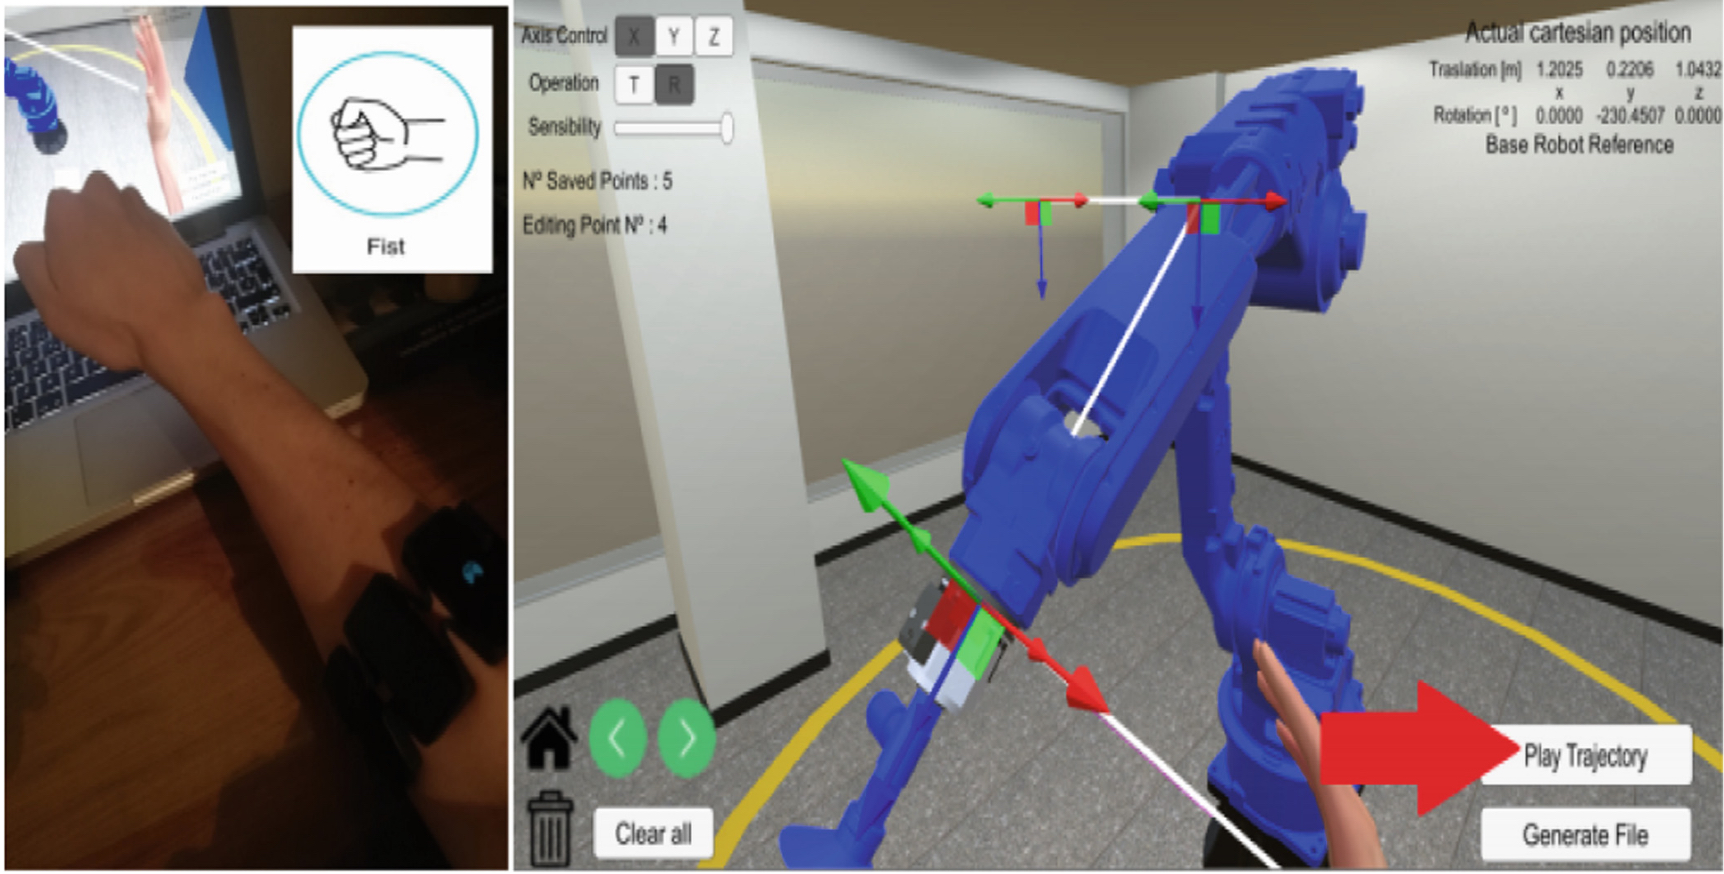 Fist
Axis Control X Y Z
Operation T R
Sensibility
Nº Saved Points : 5
Editing Point Nº : 4
Actual cartesian position
Traslation [m] 1.2025 0.2206 1.0432
x y z
Rotation [º] 0.0000 -230.4507 0.0000
Base Robot Reference
Play Trajectory
Clear all
Generate File